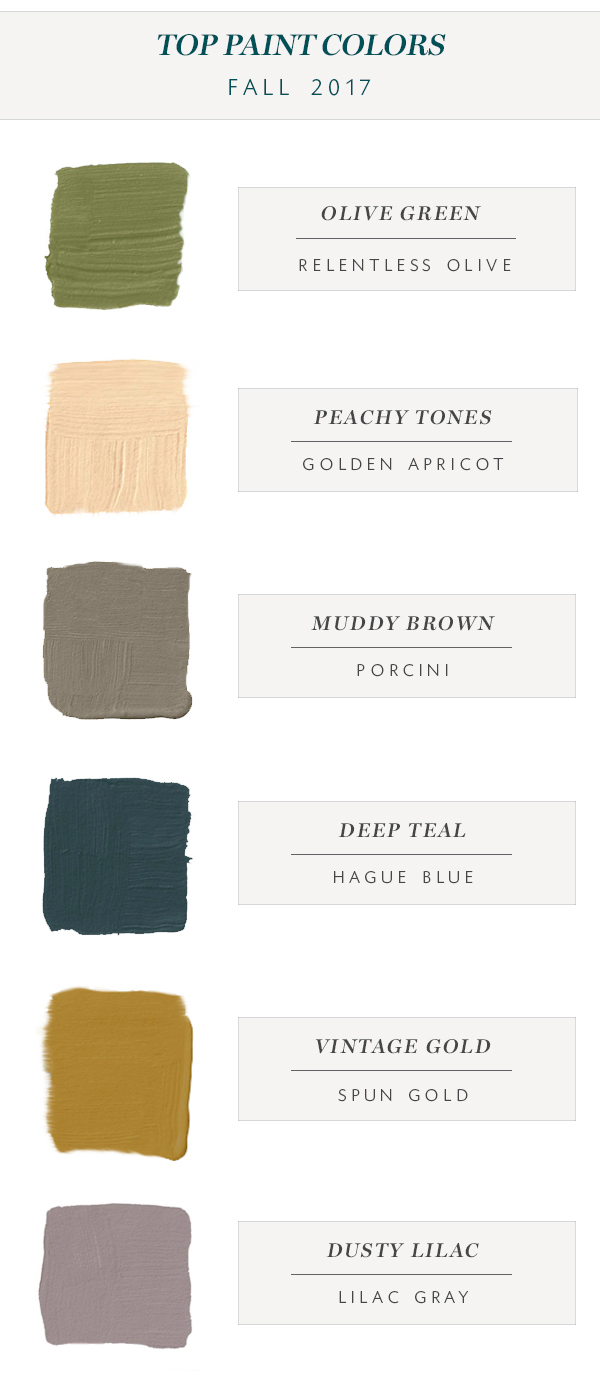 TOP PAINT COLORS
FALL 2017
OLIVE GREEN
RELENTLESS OLIVE
PEACHY TONES
GOLDEN APRICOT
MUDDY BROWN
PORCINI
DEEP TEAL
HAGUE BLUE
VINTAGE GOLD
SPUN GOLD
DUSTY LILAC
LILAC GRAY